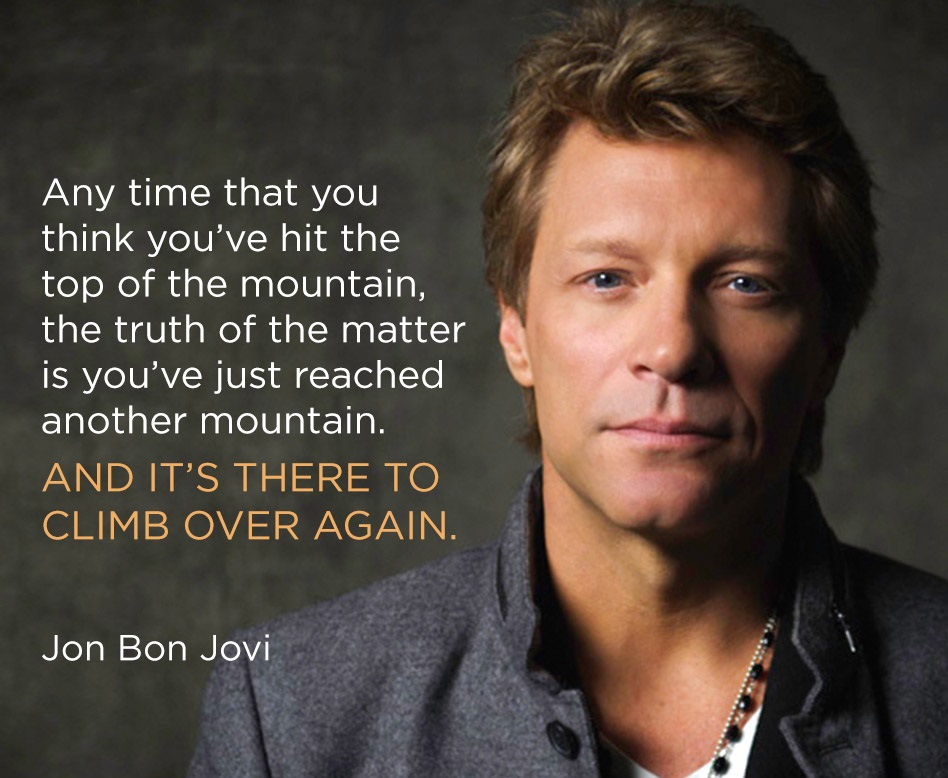 Any time that you
think you’ve hit the
top of the mountain,
the truth of the matter
is you’ve just reached
another mountain.
AND IT’S THERE TO
CLIMB OVER AGAIN.
Jon Bon Jovi